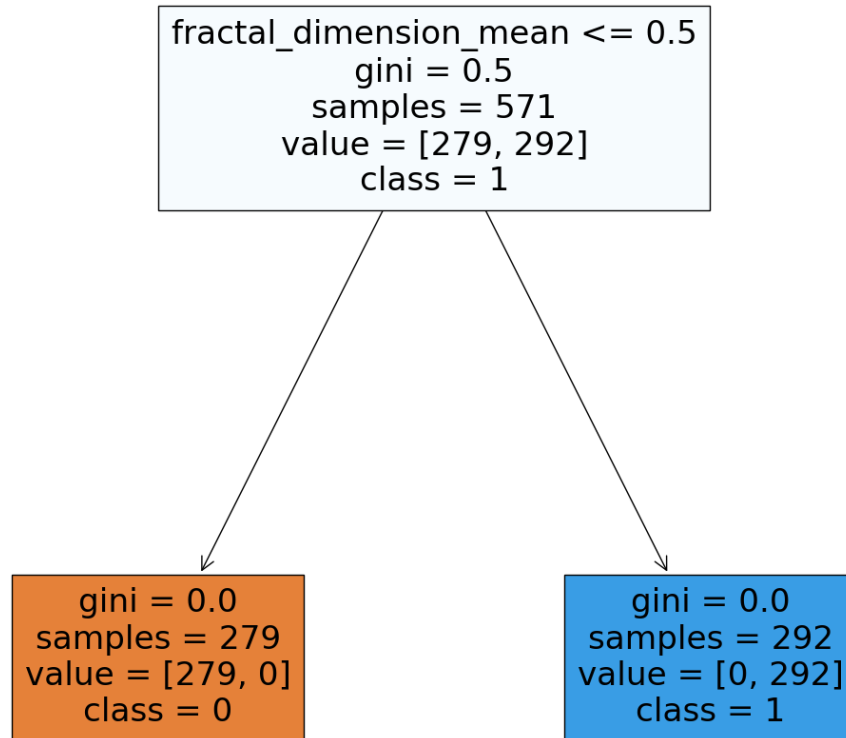 fractal_dimension_mean <= 0.5
gini = 0.5
samples = 571
value = [279, 292]
class = 1
gini = 0.0
samples = 279
value = [279, 0]
class = 0
gini = 0.0
samples = 292
value = [0, 292]
class = 1